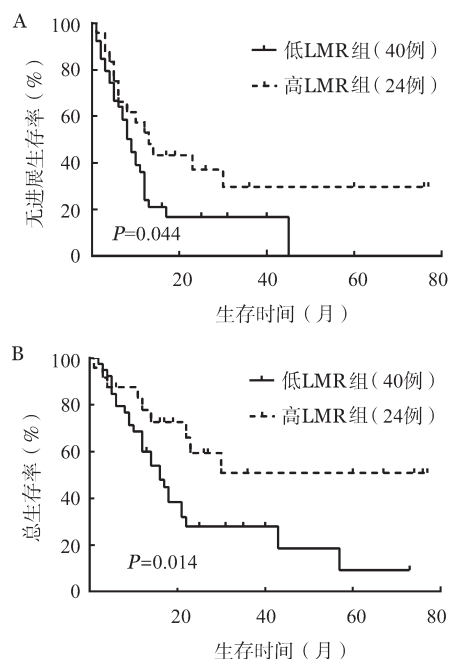 A
100
80
60
40
20
0
无进展生存率（%）
低LMR组（40例）
高LMR组（24例）
P=0.044
20 40 60 80
生存时间（月）
B
100
80
60
40
20
0
总生存率（%）
低LMR组（40例）
高LMR组（24例）
P=0.014
20 40 60 80
生存时间（月）